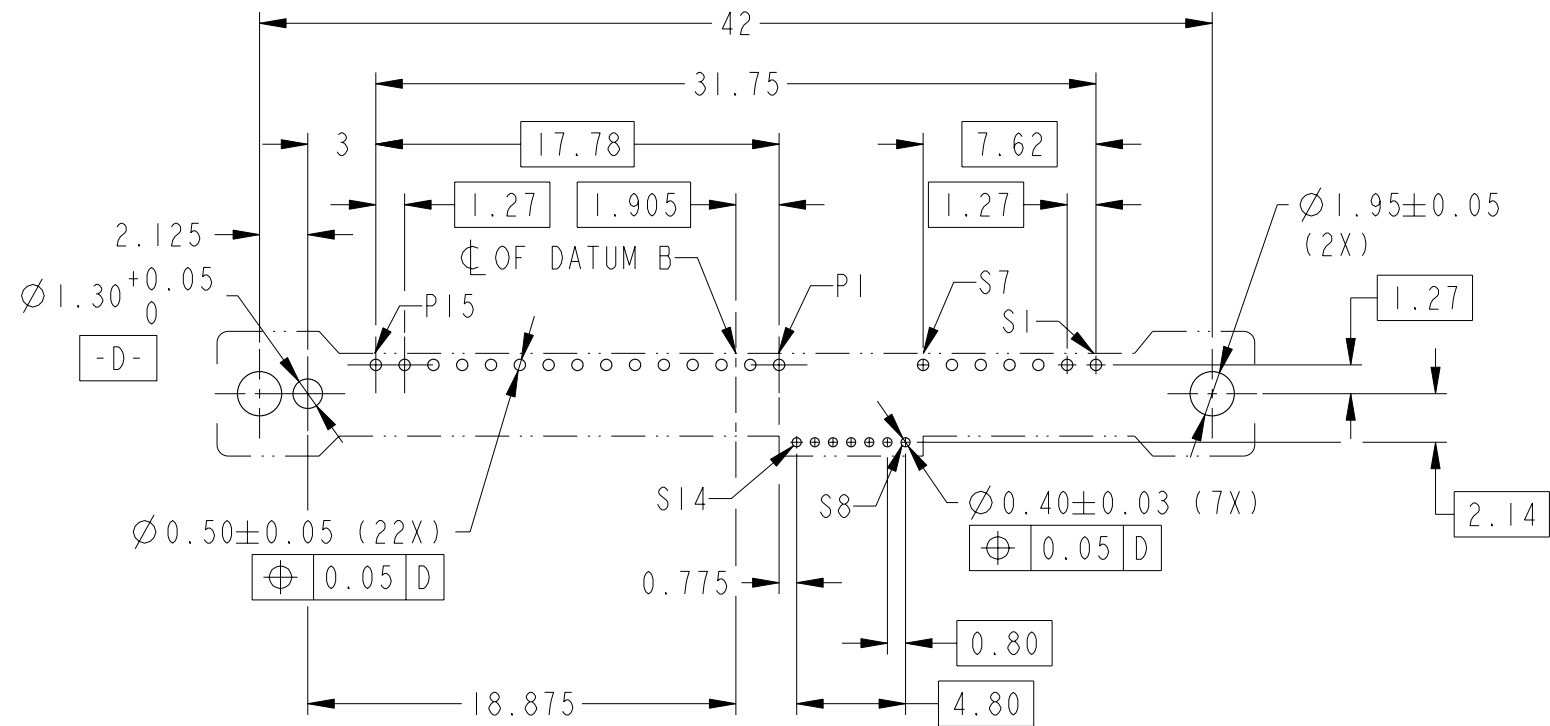 42
31.75
3
17.78
7.62
1.27
1.905
1.27
Ø1.95±0.05
(2X)
2.125
℄ OF DATUM B
Ø1.30 +0.05
0
P15
P1
S7
S1
1.27
-D-
S14
S8
Ø0.40±0.03 (7X)
⌖ 0.05 D
2.14
Ø0.50±0.05 (22X)
⌖ 0.05 D
0.775
0.80
18.875
4.80